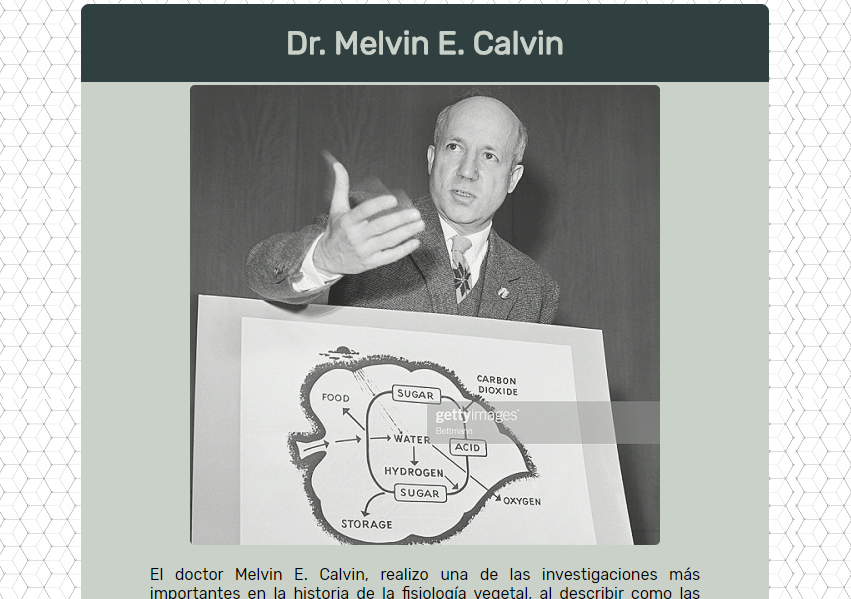 Dr. Melvin E. Calvin
FOOD
SUGAR
CARBON
DIOXIDE
gettyimages®
Bettmann
WATER
ACID
HYDROGEN
SUGAR
OXYGEN
STORAGE
El doctor Melvin E. Calvin, realizo una de las investigaciones más
importantes en la historia de la fisiología vegetal, al describir como las